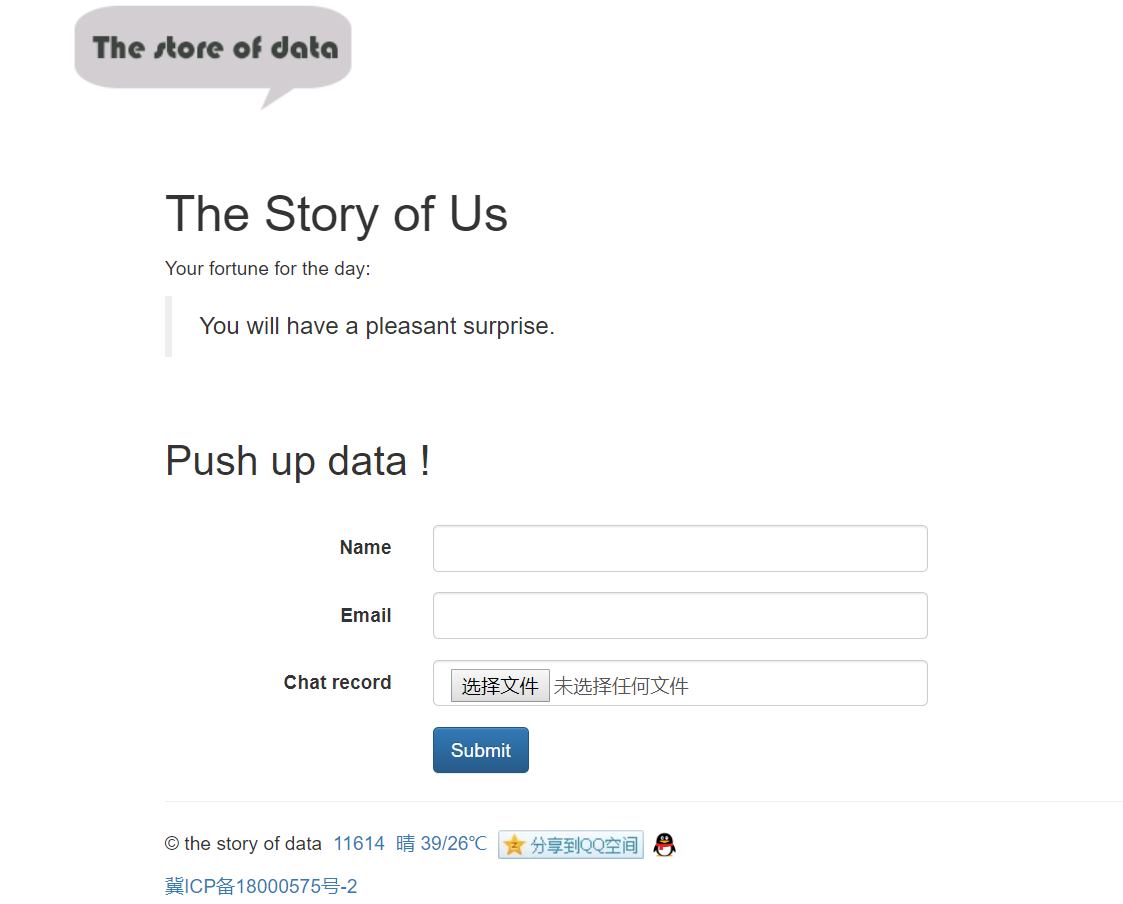 The store of data
The Story of Us
Your fortune for the day:
You will have a pleasant surprise.
Push up data !
Name
Email
Chat record 选择文件 未选择任何文件
Submit
© the story of data 11614 晴 39/26℃ 分享到QQ空间
冀ICP备18000575号-2